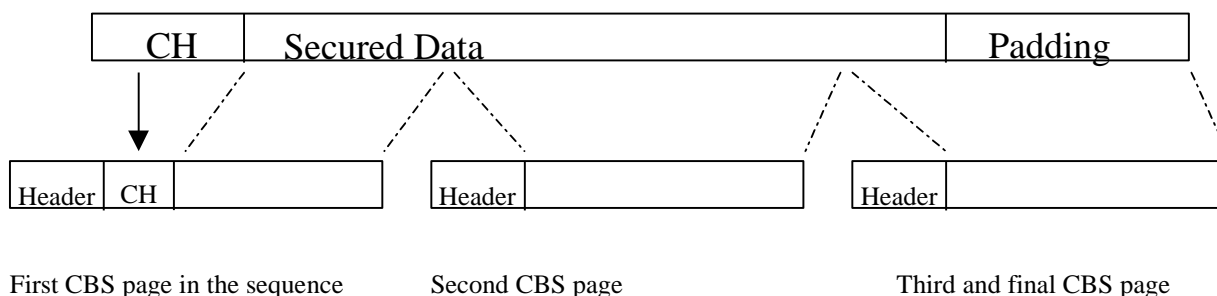 CH Secured Data Padding
Header CH Header Header
First CBS page in the sequence Second CBS page Third and final CBS page